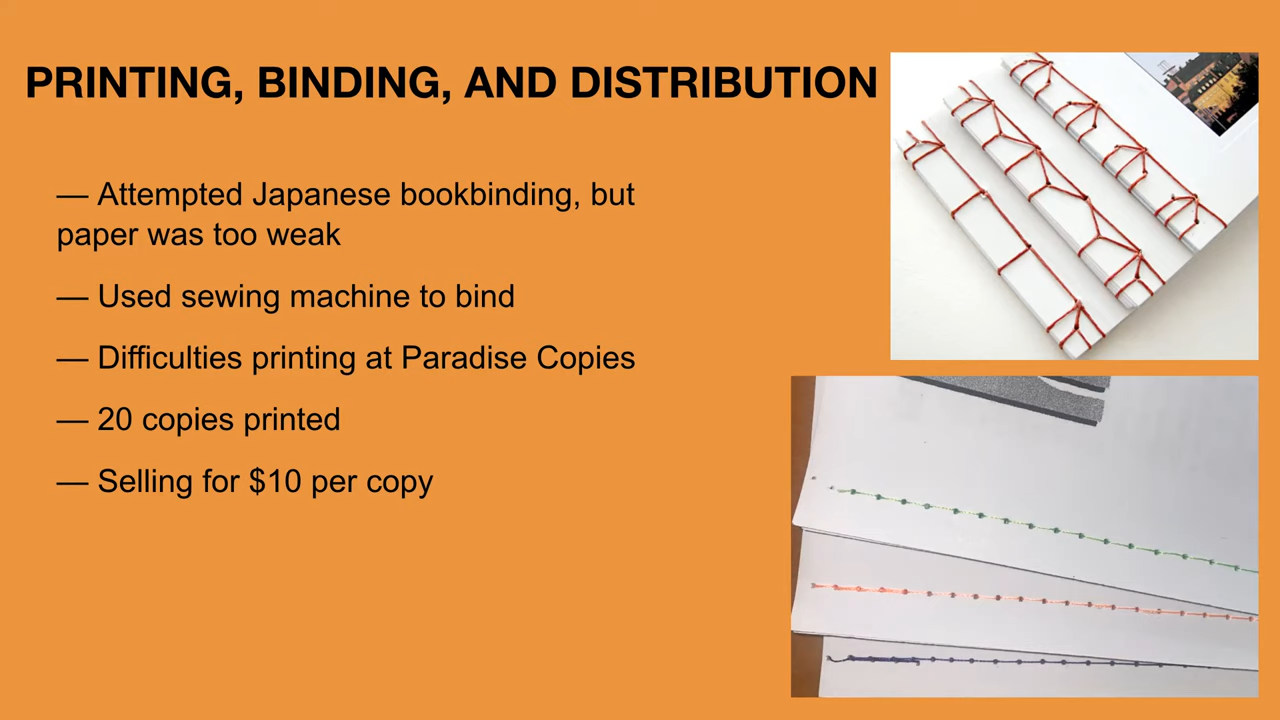 PRINTING, BINDING, AND DISTRIBUTION
— Attempted Japanese bookbinding, but
paper was too weak
— Used sewing machine to bind
— Difficulties printing at Paradise Copies
— 20 copies printed
— Selling for $10 per copy